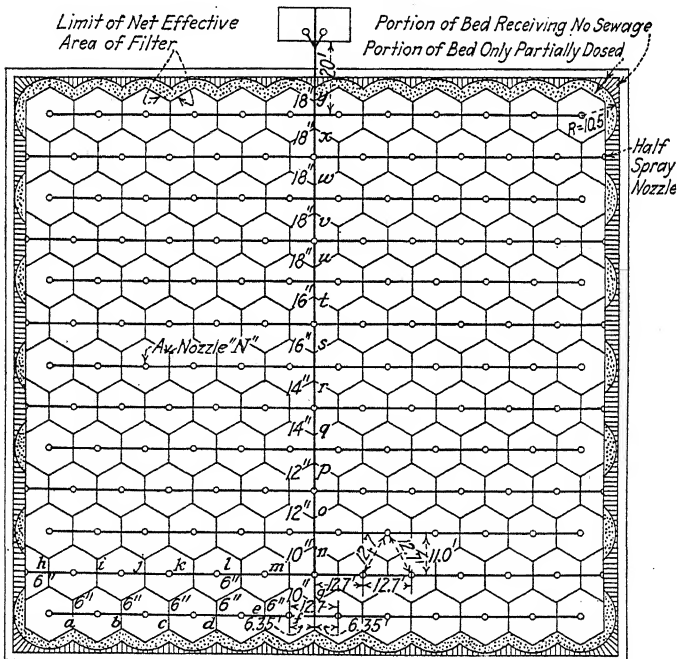 Limit of Net Effective
Area of Filter
Portion of Bed Receiving No Sewage
Portion of Bed Only Partially Dosed
20'
18" y
R=10.5
18" x
Half
Spray
Nozzle
18" w
18" v
18" u
16" t
Av. Nozzle "N"
16" s
14" r
14" q
12" p
12" o
10" n
12.7'
12.7'
11.0'
h i j k l m
6" 6"
10" g
12.7' 12.7'
6" 6" 6" 6" e 6" 12.7'
a b c d 6.35' f 6.35'